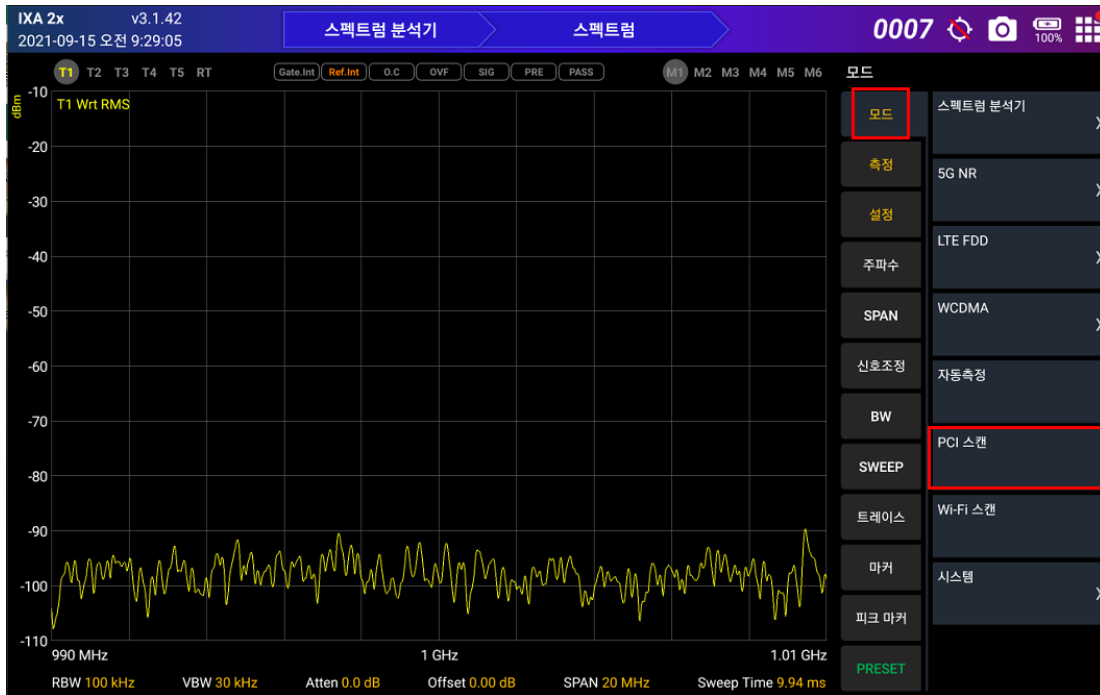 IXA 2x v3.1.42
2021-09-15 오전 9:29:05
스펙트럼 분석기
스펙트럼
0007
100%
T1 T2 T3 T4 T5 RT
Gate.Int Ref.Int O.C OVF SIG PRE PASS
M1 M2 M3 M4 M5 M6
dBm
T1 Wrt RMS
-10
-20
-30
-40
-50
-60
-70
-80
-90
-100
-110
990 MHz 1 GHz 1.01 GHz
RBW 100 kHz VBW 30 kHz Atten 0.0 dB Offset 0.00 dB SPAN 20 MHz Sweep Time 9.94 ms
모드
모드
측정
설정
주파수
SPAN
신호조정
BW
SWEEP
트레이스
마커
피크 마커
PRESET
스펙트럼 분석기
5G NR
LTE FDD
WCDMA
자동측정
PCI 스캔
Wi-Fi 스캔
시스템